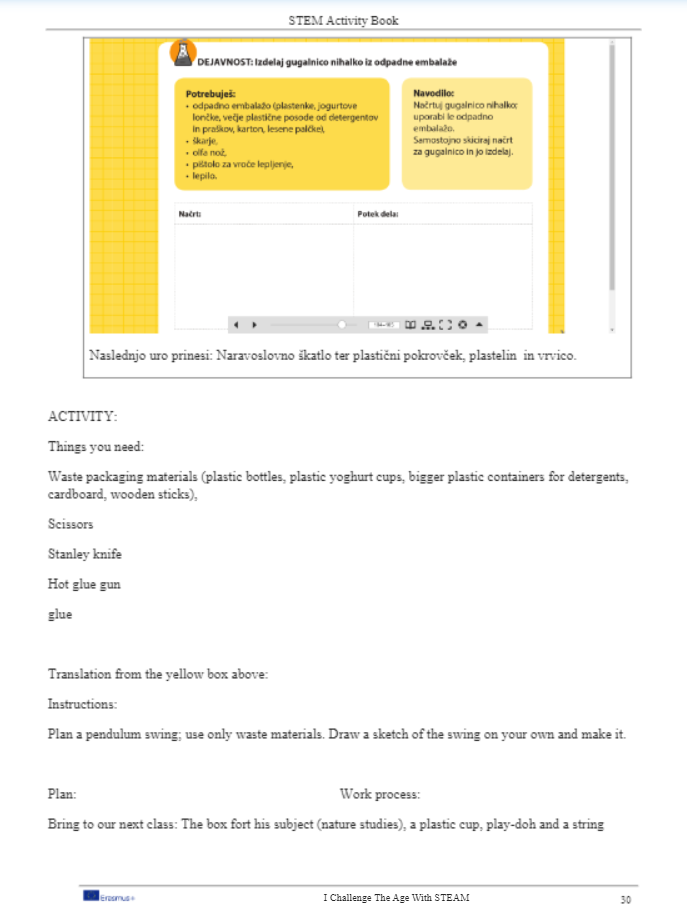 STEM Activity Book
DEJAVNOST: Izdelaj gugalnico nihalko iz odpadne embalaže
Potrebuješ:
• odpadno embalažo (plastenke, jogurtove
lončke, večje plastične posode od detergentov
in praškov, karton, lesene palčke),
• škarje,
• olfa nož,
• pištolo za vroče lepljenje,
• lepilo.
Navodilo:
Načrtuj gugalnico nihalko:
uporabi le odpadno
embalažo.
Samostojno skiciraj načrt
za gugalnico in jo izdelaj.
Načrt:
Potek dela:
Naslednjo uro prinesi: Naravoslovno škatlo ter plastični pokrovček, plastelin in vrvico.
ACTIVITY:
Things you need:
Waste packaging materials (plastic bottles, plastic yoghurt cups, bigger plastic containers for detergents,
cardboard, wooden sticks),
Scissors
Stanley knife
Hot glue gun
glue
Translation from the yellow box above:
Instructions:
Plan a pendulum swing; use only waste materials. Draw a sketch of the swing on your own and make it.
Plan: Work process:
Bring to our next class: The box fort his subject (nature studies), a plastic cup, play-doh and a string
Erasmus+
I Challenge The Age With STEAM
30